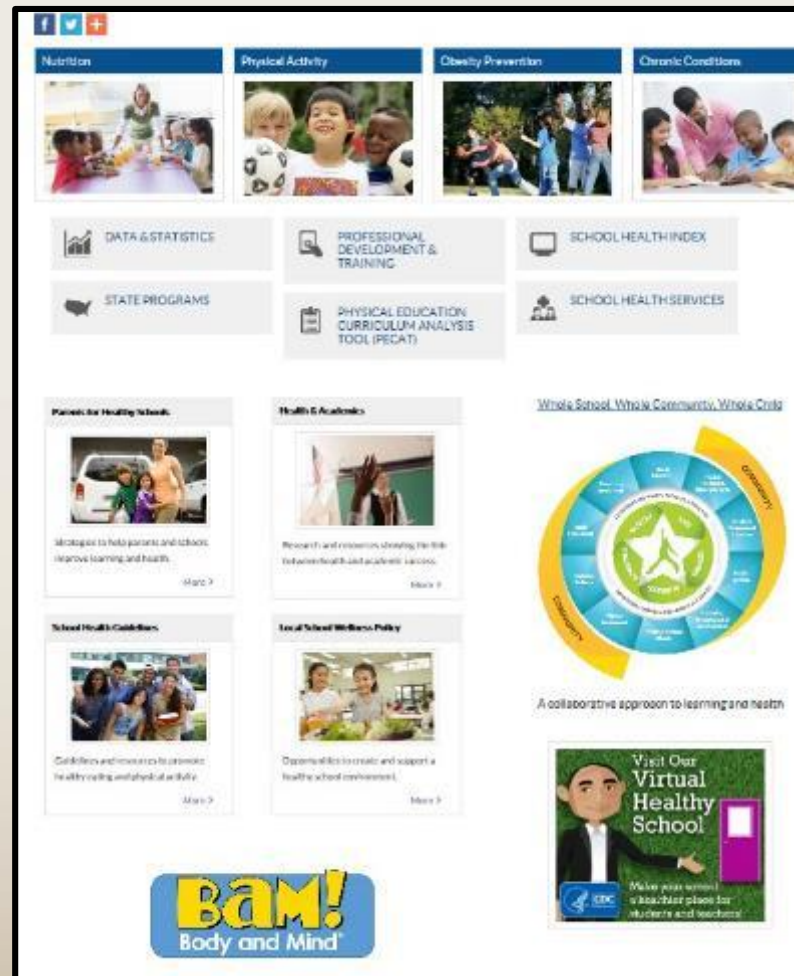 f
Nutrition
Physical Activity
Obesity Prevention
Chronic Conditions
DATA & STATISTICS
PROFESSIONAL
DEVELOPMENT &
TRAINING
SCHOOL HEALTH INDEX
STATE PROGRAMS
PHYSICAL EDUCATION
CURRICULUM ANALYSIS
TOOL (PECAT)
SCHOOL HEALTH SERVICES
Parents for Healthy Schools
Strategies to help parents and schools
improve learning and health.
More >
Health & Academics
Research and resources showing the link
between health and academic success.
More >
School Health Guidelines
Guidelines and resources to promote
healthy eating and physical activity.
More >
Local School Wellness Policy
Opportunities to create and support a
healthy school environment.
More >
Whole School, Whole Community, Whole Child
COMMUNITY
COMMUNITY
A collaborative approach to learning and health
Visit Our
Virtual
Healthy
School
Make your school
a healthier place for
students and teachers!
CDC
BAM!
Body and Mind®